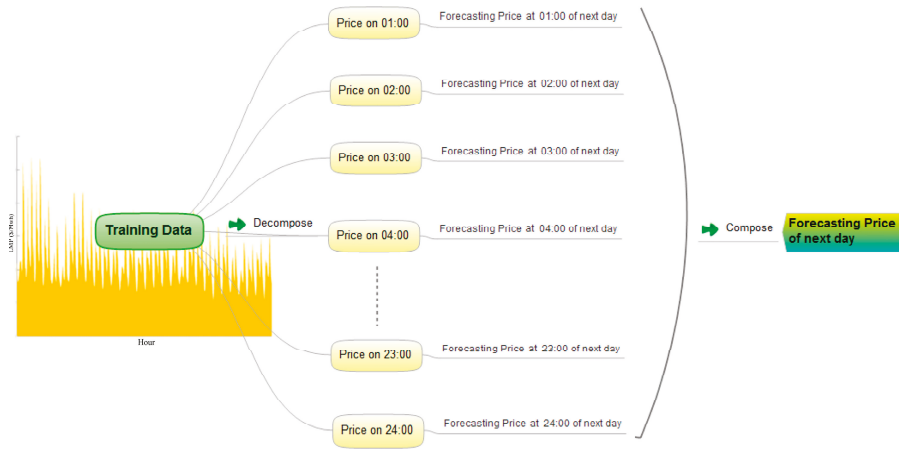 Price on 01:00
Forecasting Price at 01:00 of next day
Price on 02:00
Forecasting Price at 02:00 of next day
Price on 03:00
Forecasting Price at 03:00 of next day
LMP ($/MWh)
Training Data
Decompose
Price on 04:00
Forecasting Price at 04:00 of next day
Compose
Forecasting Price
of next day
Hour
Price on 23:00
Forecasting Price at 23:00 of next day
Price on 24:00
Forecasting Price at 24:00 of next day